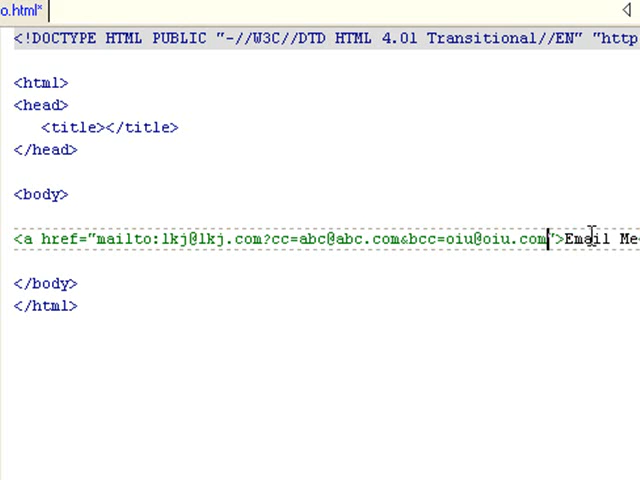 o.html*
<!DOCTYPE HTML PUBLIC "-//W3C//DTD HTML 4.01 Transitional//EN" "http
<html>
<head>
<title></title>
</head>
<body>
<a href="mailto:lkj@lkj.com?cc=abc@abc.com&bcc=oiu@oiu.com">Email Me
</body>
</html>